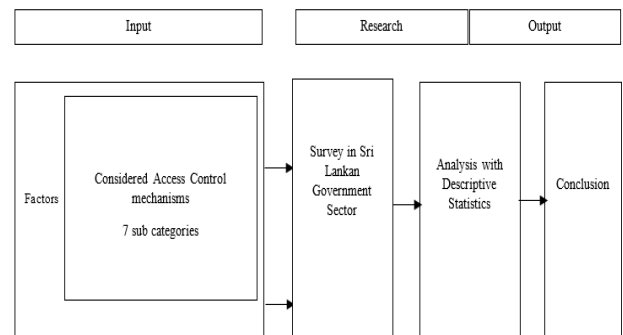 Input
Research
Output
Factors
Considered Access Control
mechanisms
7 sub categories
Survey in Sri
Lankan
Government
Sector
Analysis with
Descriptive
Statistics
Conclusion